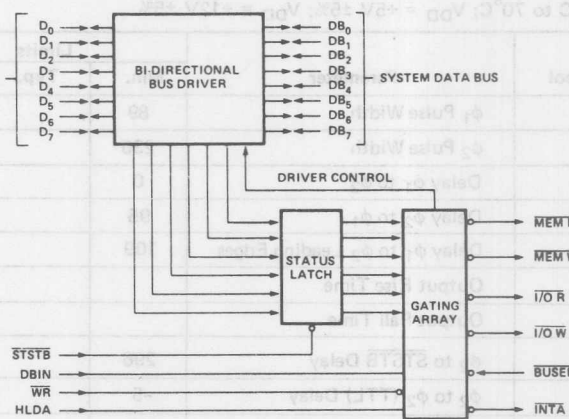 D0 DB0
D1 DB1
D2 DB2
D3 DB3
D4 DB4
D5 DB5
D6 DB6
D7 DB7
BI-DIRECTIONAL
BUS DRIVER
SYSTEM DATA BUS
DRIVER CONTROL
STATUS
LATCH
GATING
ARRAY
MEM
MEM
I/O R
I/O W
INTA
STSTB
DBIN
WR
HLDA